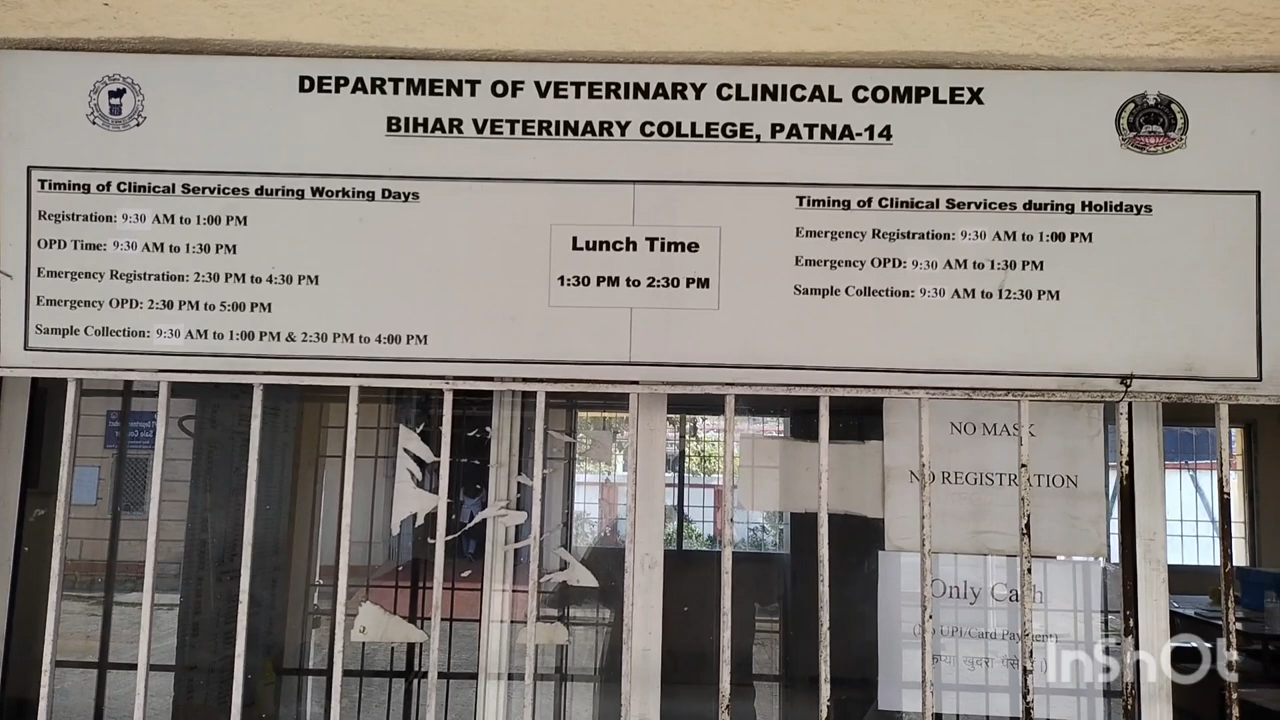 DEPARTMENT OF VETERINARY CLINICAL COMPLEX
BIHAR VETERINARY COLLEGE, PATNA-14
Timing of Clinical Services during Working Days
Registration: 9:30 AM to 1:00 PM
OPD Time: 9:30 AM to 1:30 PM
Emergency Registration: 2:30 PM to 4:30 PM
Emergency OPD: 2:30 PM to 5:00 PM
Sample Collection: 9:30 AM to 1:00 PM & 2:30 PM to 4:00 PM
Lunch Time
1:30 PM to 2:30 PM
Timing of Clinical Services during Holidays
Emergency Registration: 9:30 AM to 1:00 PM
Emergency OPD: 9:30 AM to 1:30 PM
Sample Collection: 9:30 AM to 12:30 PM
NO MASK
NO REGISTRATION
Only Cash
(No UPI/Card Payment)
खुदरा पैसे
InShOt